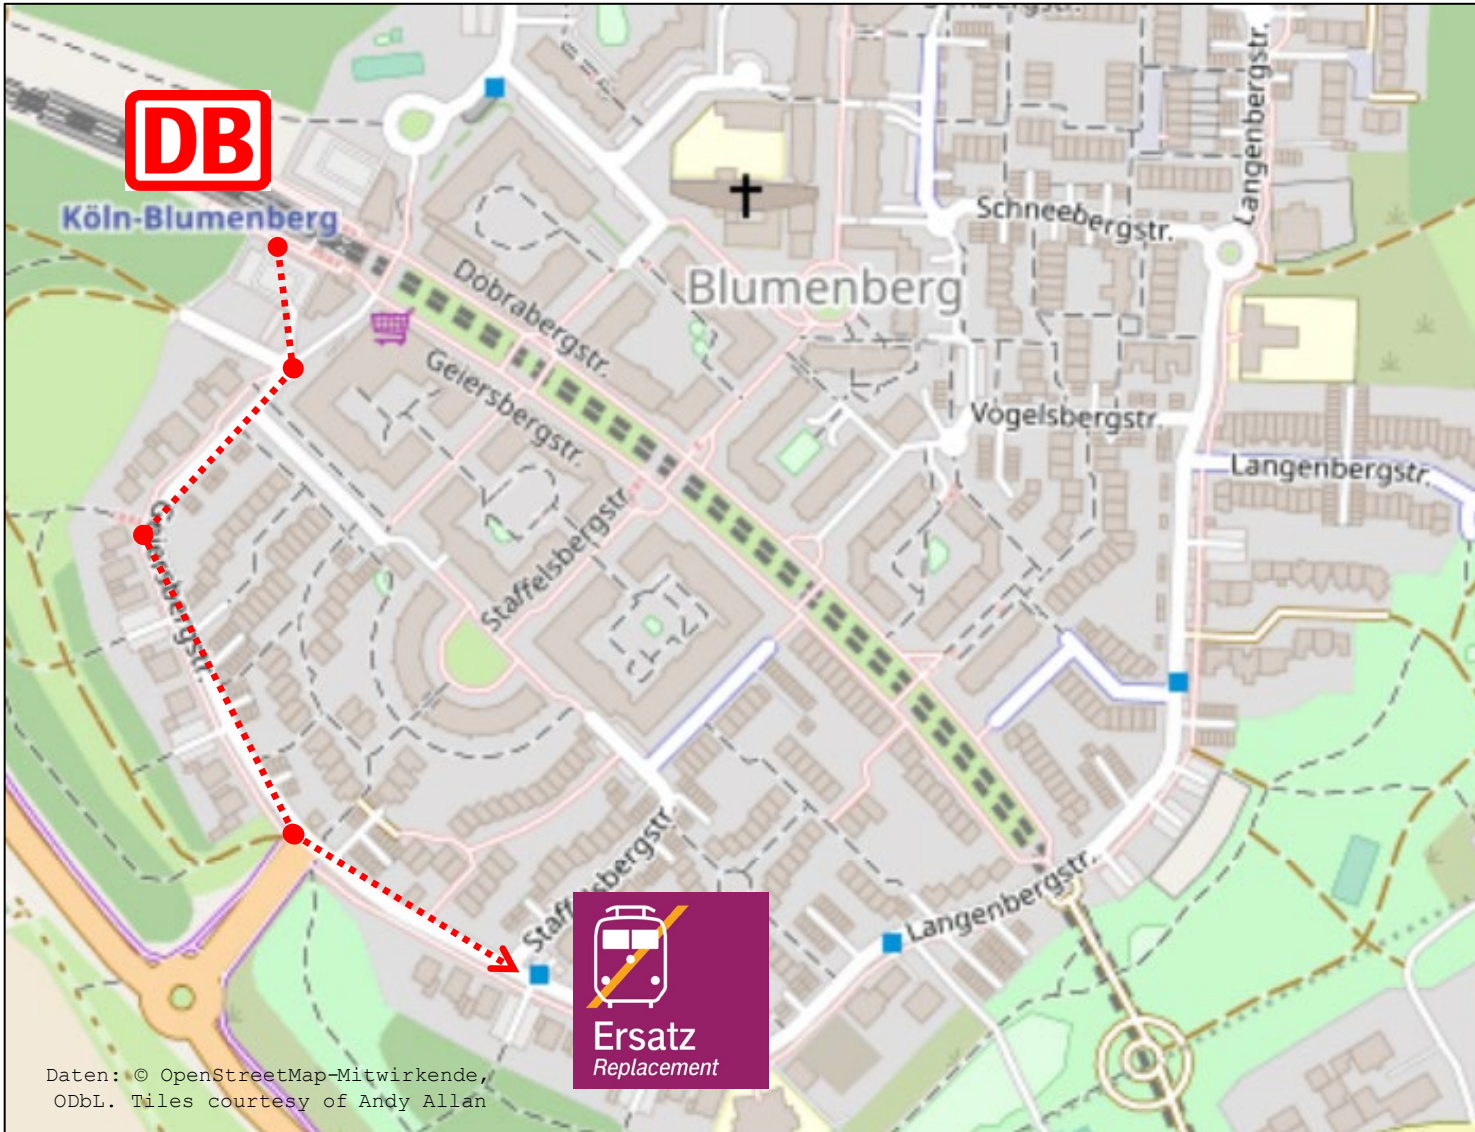 Langenbergstr.
DB
Köln-Blumenberg
Schneebergstr.
Dobrabergstr.
Blumenberg
Geiersbergstr.
Vogelsbergstr.
Langenbergstr.
Staffelsbergstr.
Langenbergstr.
Ersatz
Replacement
Daten: © OpenStreetMap-Mitwirkende,
ODbL. Tiles courtesy of Andy Allan